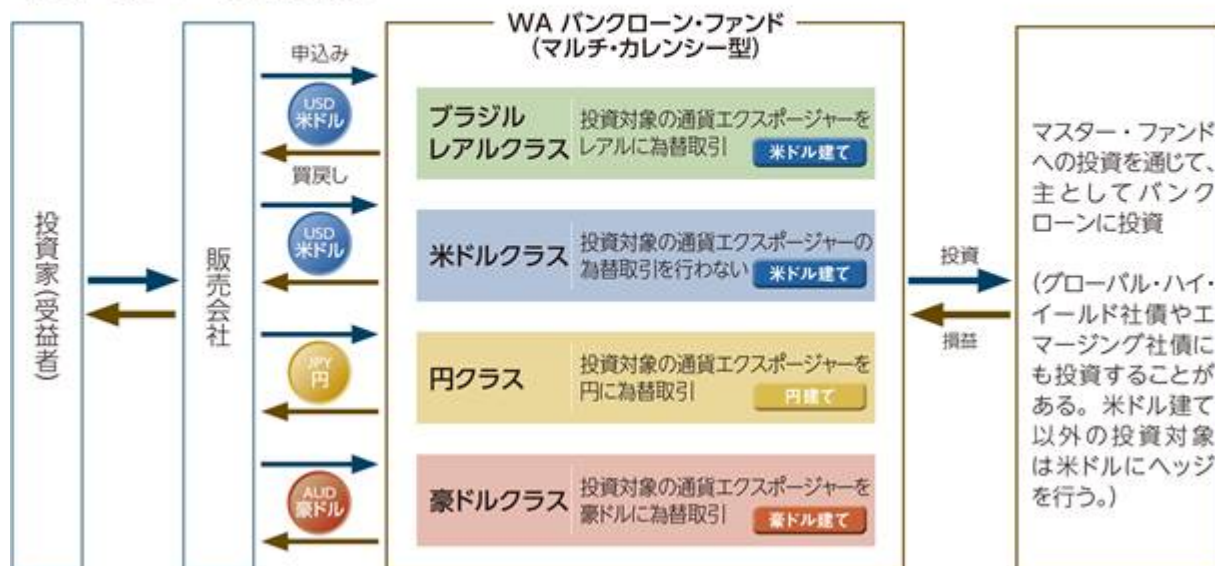 WA バンクローン・ファンド
(マルチ・カレンシー型)
投資家(受益者)
販売会社
申込み
USD
米ドル
買戻し
ブラジル
レアルクラス
投資対象の通貨エクスポージャーを
レアルに為替取引
米ドル建て
USD
米ドル
米ドルクラス
投資対象の通貨エクスポージャーの
為替取引を行わない
米ドル建て
JPY
円
円クラス
投資対象の通貨エクスポージャーを
円に為替取引
円建て
AUD
豪ドル
豪ドルクラス
投資対象の通貨エクスポージャーを
豪ドルに為替取引
豪ドル建て
投資
損益
マスター・ファンド
への投資を通じて、
主としてバンク
ローンに投資
(グローバル・ハイ・
イールド社債やエ
マージング社債に
も投資することが
ある。米ドル建て
以外の投資対象
は米ドルにヘッジ
を行う。)